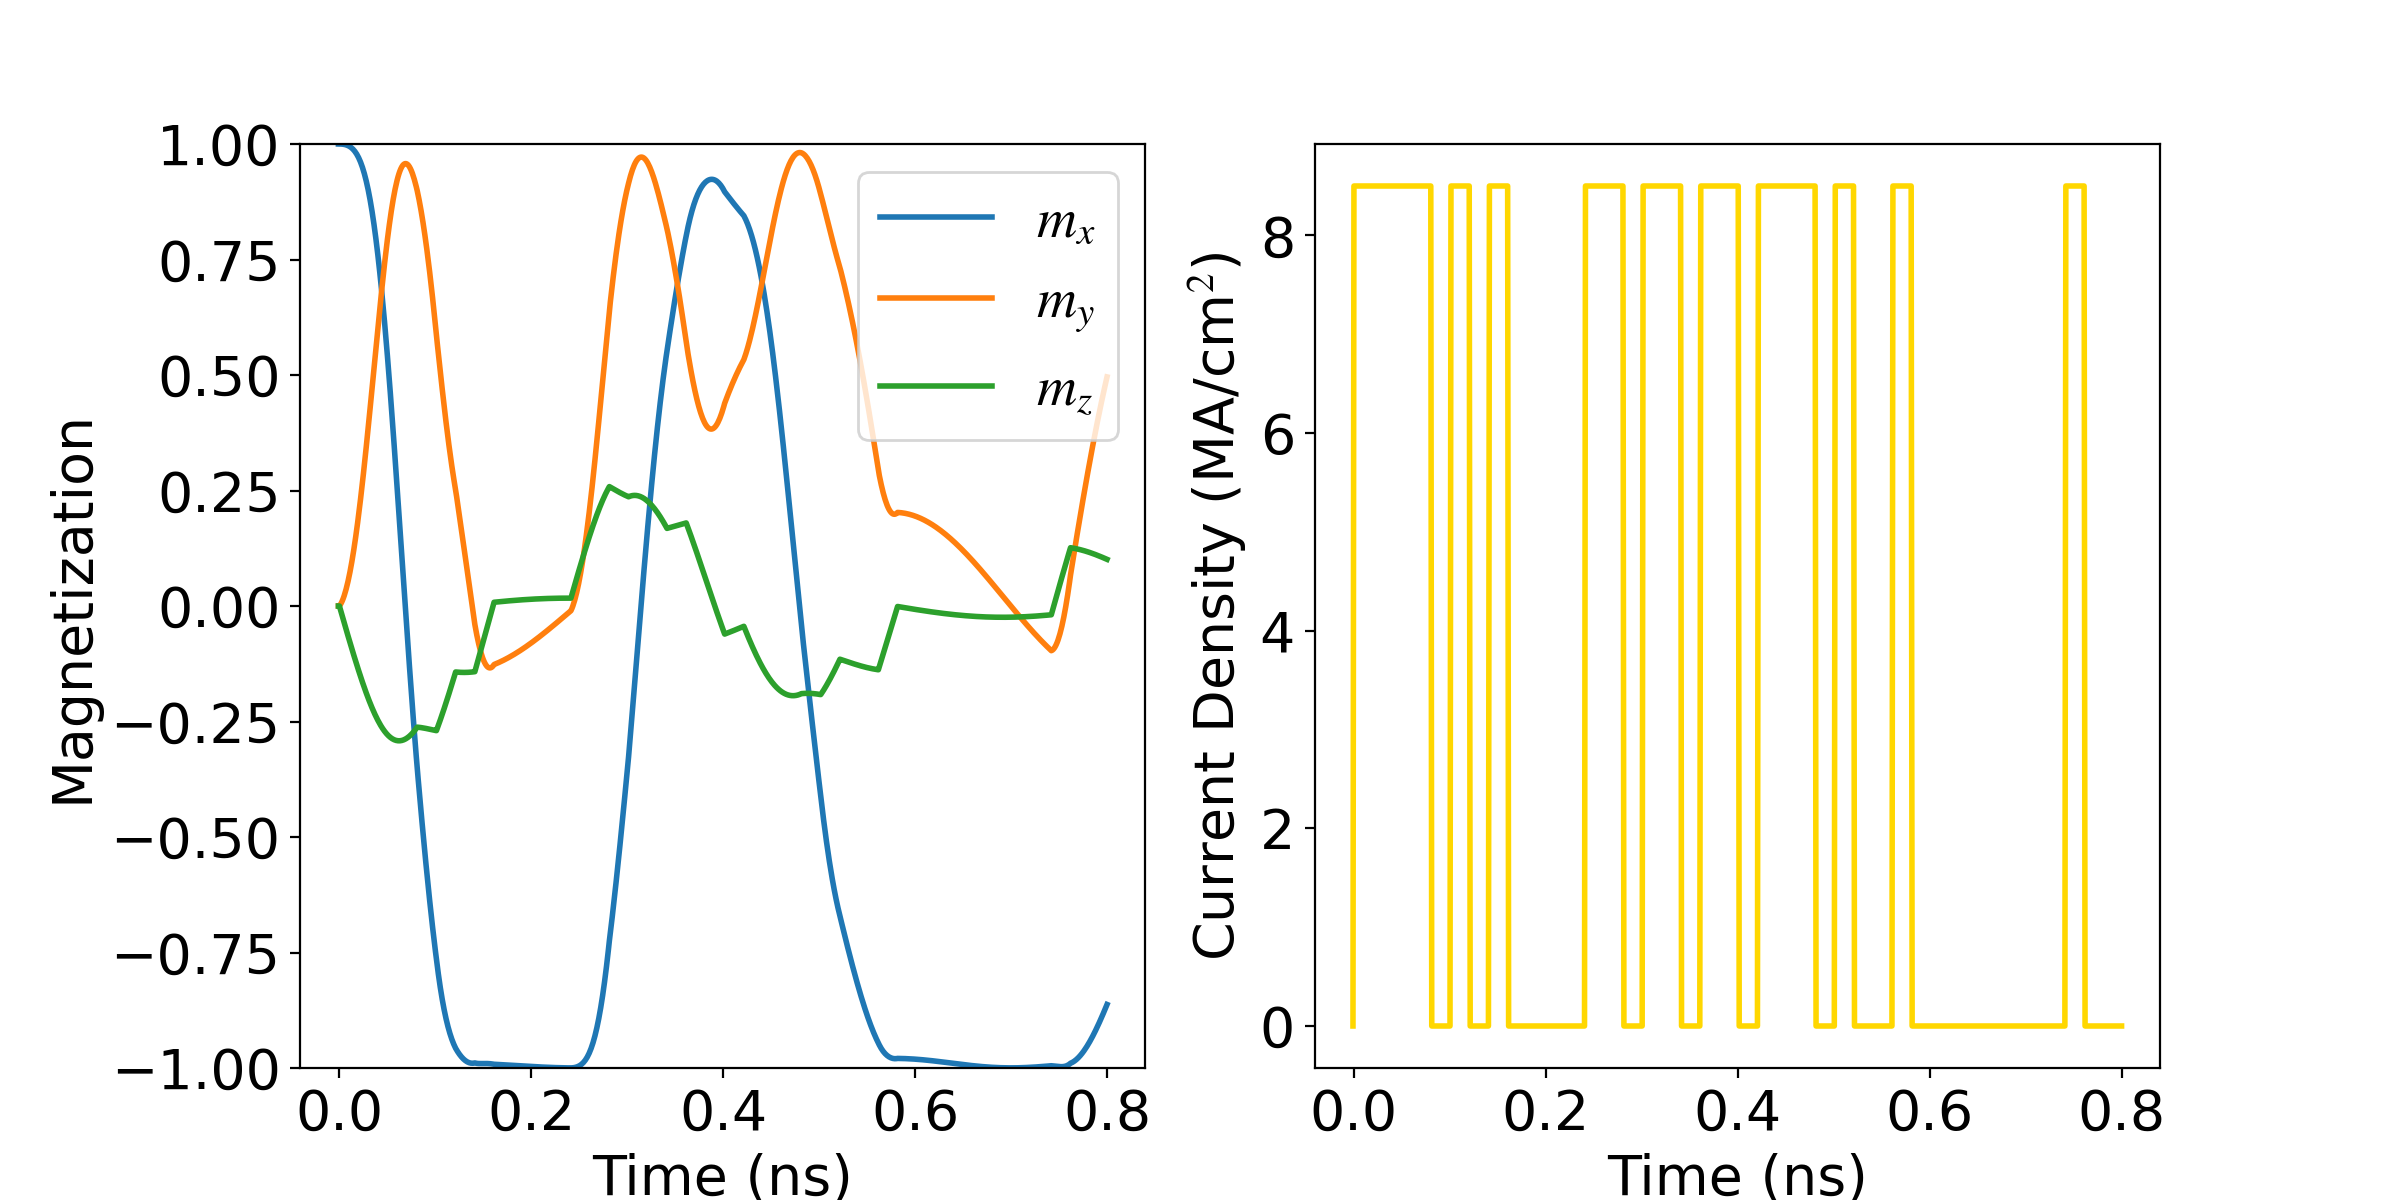 Magnetization
1.00
0.75
0.50
0.25
0.00
−0.25
−0.50
−0.75
−1.00
0.0 0.2 0.4 0.6 0.8
Time (ns)
mₓ
m_y
m_z
Current Density (MA/cm²)
8
6
4
2
0
0.0 0.2 0.4 0.6 0.8
Time (ns)